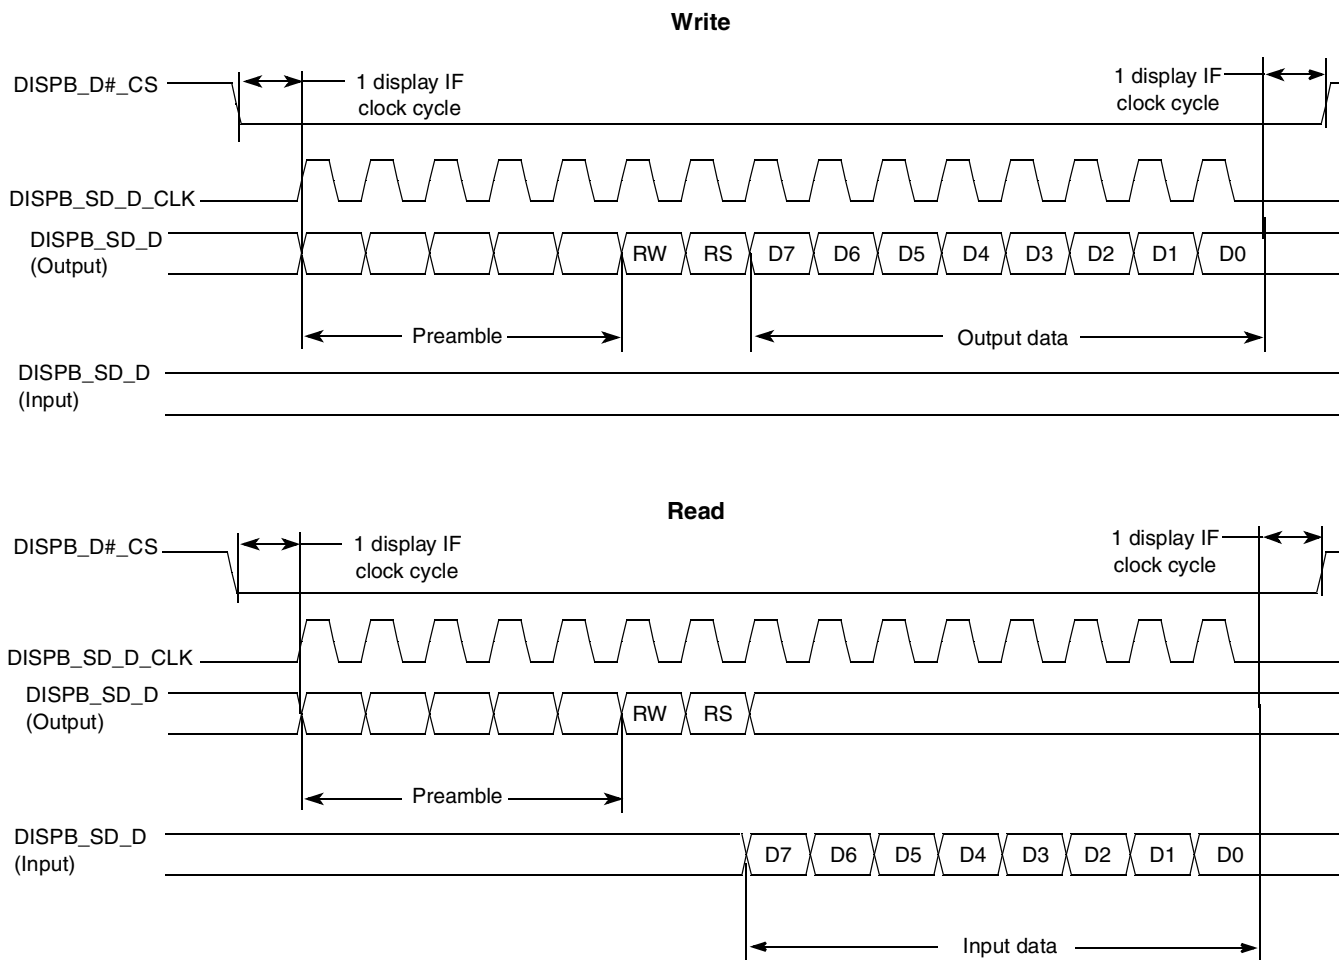 Write
DISPB_D#_CS
1 display IF
clock cycle
1 display IF
clock cycle
DISPB_SD_D_CLK
DISPB_SD_D
(Output)
RW RS D7 D6 D5 D4 D3 D2 D1 D0
Preamble
Output data
DISPB_SD_D
(Input)
Read
DISPB_D#_CS
1 display IF
clock cycle
1 display IF
clock cycle
DISPB_SD_D_CLK
DISPB_SD_D
(Output)
RW RS
Preamble
DISPB_SD_D
(Input)
D7 D6 D5 D4 D3 D2 D1 D0
Input data